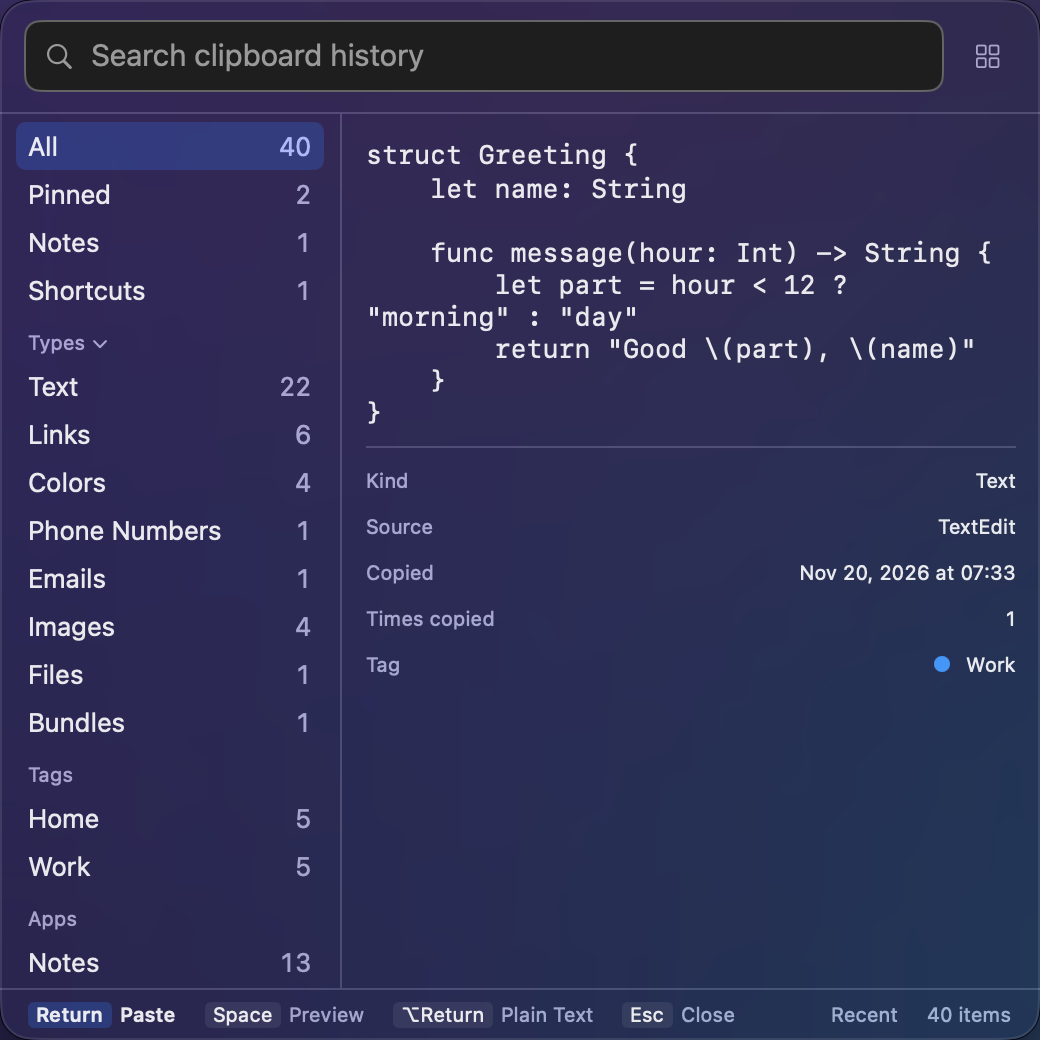 Search clipboard history
All 40
Pinned 2
Notes 1
Shortcuts 1
Types
Text 22
Links 6
Colors 4
Phone Numbers 1
Emails 1
Images 4
Files 1
Bundles 1
Tags
Home 5
Work 5
Apps
Notes 13
struct Greeting {
    let name: String

    func message(hour: Int) -> String {
        let part = hour < 12 ?
"morning" : "day"
        return "Good \(part), \(name)"
    }
}
Kind Text
Source TextEdit
Copied Nov 20, 2026 at 07:33
Times copied 1
Tag Work
Return Paste Space Preview ⌥Return Plain Text Esc Close Recent 40 items